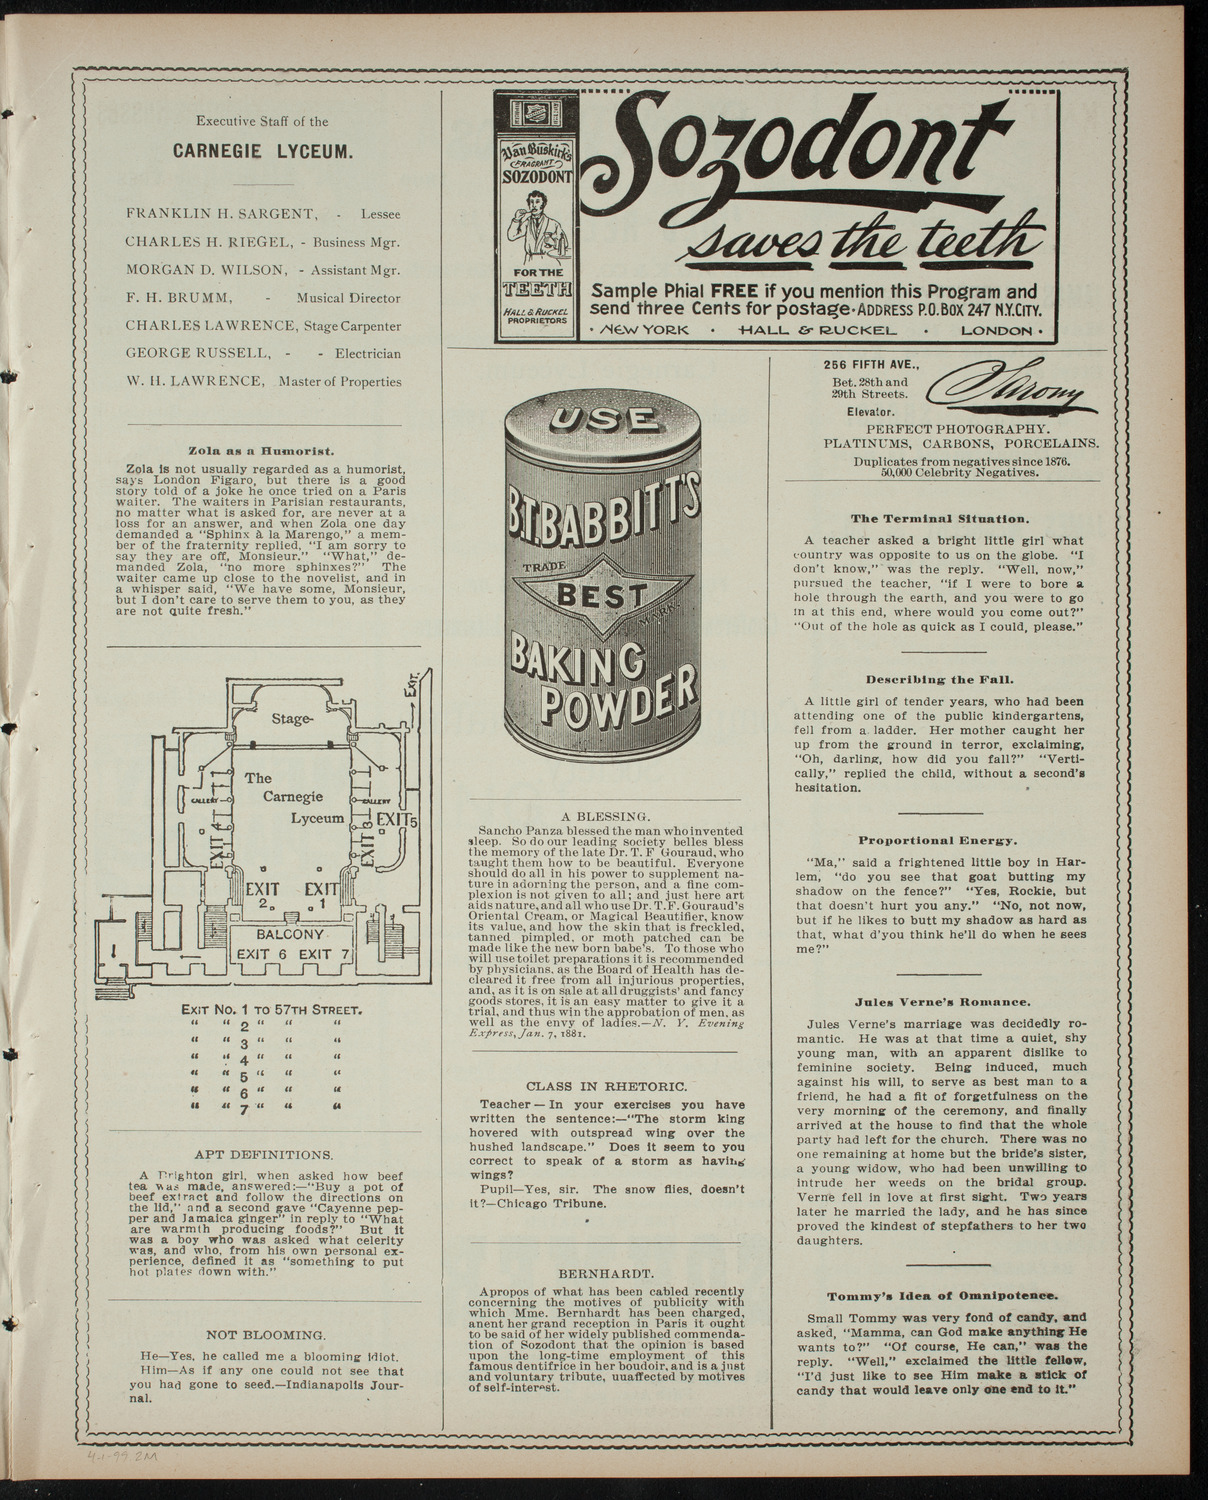 Executive Staff of the
CARNEGIE LYCEUM.
FRANKLIN H. SARGENT, - Lessee
CHARLES H. RIEGEL, - Business Mgr.
MORGAN D. WILSON, - Assistant Mgr.
F. H. BRUMM, - Musical Director
CHARLES LAWRENCE, Stage Carpenter
GEORGE RUSSELL, - - Electrician
W. H. LAWRENCE, Master of Properties
Zola as a Humorist.
Zola is not usually regarded as a humorist,
says London Figaro, but there is a good
story told of a joke he once tried on a Paris
waiter. The waiters in Parisian restaurants,
no matter what is asked for, are never at a
loss for an answer, and when Zola one day
demanded a "Sphinx à la Marengo," a mem-
ber of the fraternity replied, "I am sorry to
say they are off, Monsieur." "What," de-
manded Zola, "no more sphinxes?" The
waiter came up close to the novelist, and in
a whisper said, "We have some, Monsieur,
but I don't care to serve them to you, as they
are not quite fresh."
EXIT
Stage-
The
Carnegie
Lyceum
GALLERY
GALLERY
EXIT 4
EXIT 3
EXIT 5
EXIT 2
EXIT 1
BALCONY
EXIT 6 EXIT 7
EXIT NO. 1 TO 57TH STREET.
" " 2 " " "
" " 3 " " "
" " 4 " " "
" " 5 " " "
" " 6 " " "
" " 7 " " "
APT DEFINITIONS.
A Brighton girl, when asked how beef
tea was made, answered:—"Buy a pot of
beef extract and follow the directions on
the lid," and a second gave "Cayenne pep-
per and Jamaica ginger" in reply to "What
are warmth producing foods?" But it
was a boy who was asked what celerity
was, and who, from his own personal ex-
perience, defined it as "something to put
hot plates down with."
NOT BLOOMING.
He—Yes, he called me a blooming idiot.
Him—As if any one could not see that
you had gone to seed.—Indianapolis Jour-
nal.
Van Buskirk's
FRAGRANT
SOZODONT
FOR THE
TEETH
HALL & RUCKEL
PROPRIETORS
Sozodont
saves the teeth
Sample Phial FREE if you mention this Program and
send three Cents for postage·ADDRESS P.O. BOX 247 N.Y. CITY.
· NEW YORK · HALL & RUCKEL · LONDON ·
USE
B.T. BABBITT'S
TRADE
BEST
MARK.
BAKING
POWDER
A BLESSING.
Sancho Panza blessed the man who invented
sleep. So do our leading society belles bless
the memory of the late Dr. T. F Gouraud, who
taught them how to be beautiful. Everyone
should do all in his power to supplement na-
ture in adorning the person, and a fine com-
plexion is not given to all; and just here art
aids nature, and all who use Dr. T. F. Gouraud's
Oriental Cream, or Magical Beautifier, know
its value, and how the skin that is freckled,
tanned pimpled, or moth patched can be
made like the new born babe's. To those who
will use toilet preparations it is recommended
by physicians. as the Board of Health has de-
cleared it free from all injurious properties,
and, as it is on sale at all druggists' and fancy
goods stores, it is an easy matter to give it a
trial, and thus win the approbation of men, as
well as the envy of ladies.—N. Y. Evening
Express, Jan. 7, 1881.
CLASS IN RHETORIC.
Teacher—In your exercises you have
written the sentence:—"The storm king
hovered with outspread wing over the
hushed landscape." Does it seem to you
correct to speak of a storm as having
wings?
Pupil—Yes, sir. The snow flies, doesn't
it?—Chicago Tribune.
BERNHARDT.
Apropos of what has been cabled recently
concerning the motives of publicity with
which Mme. Bernhardt has been charged,
anent her grand reception in Paris it ought
to be said of her widely published commenda-
tion of Sozodont that the opinion is based
upon the long-time employment of this
famous dentifrice in her boudoir, and is a just
and voluntary tribute, unaffected by motives
of self-interest.
256 FIFTH AVE.,
Bet. 28th and
29th Streets.
Elevator.
Sarony
PERFECT PHOTOGRAPHY.
PLATINUMS, CARBONS, PORCELAINS.
Duplicates from negatives since 1876.
50,000 Celebrity Negatives.
The Terminal Situation.
A teacher asked a bright little girl what
country was opposite to us on the globe. "I
don't know," was the reply. "Well, now,"
pursued the teacher, "if I were to bore a
hole through the earth, and you were to go
in at this end, where would you come out?"
"Out of the hole as quick as I could, please."
Describing the Fall.
A little girl of tender years, who had been
attending one of the public kindergartens,
fell from a ladder. Her mother caught her
up from the ground in terror, exclaiming,
"Oh, darling, how did you fall?" "Verti-
cally," replied the child, without a second's
hesitation.
Proportional Energy.
"Ma," said a frightened little boy in Har-
lem, "do you see that goat butting my
shadow on the fence?" "Yes, Rockie, but
that doesn't hurt you any." "No, not now,
but if he likes to butt my shadow as hard as
that, what d'you think he'll do when he sees
me?"
Jules Verne's Romance.
Jules Verne's marriage was decidedly ro-
mantic. He was at that time a quiet, shy
young man, with an apparent dislike to
feminine society. Being induced, much
against his will, to serve as best man to a
friend, he had a fit of forgetfulness on the
very morning of the ceremony, and finally
arrived at the house to find that the whole
party had left for the church. There was no
one remaining at home but the bride's sister,
a young widow, who had been unwilling to
intrude her weeds on the bridal group.
Verne fell in love at first sight. Two years
later he married the lady, and he has since
proved the kindest of stepfathers to her two
daughters.
Tommy's Idea of Omnipotence.
Small Tommy was very fond of candy, and
asked, "Mamma, can God make anything He
wants to?" "Of course, He can," was the
reply. "Well," exclaimed the little fellow,
"I'd just like to see Him make a stick of
candy that would leave only one end to it."
4-1-99 2M